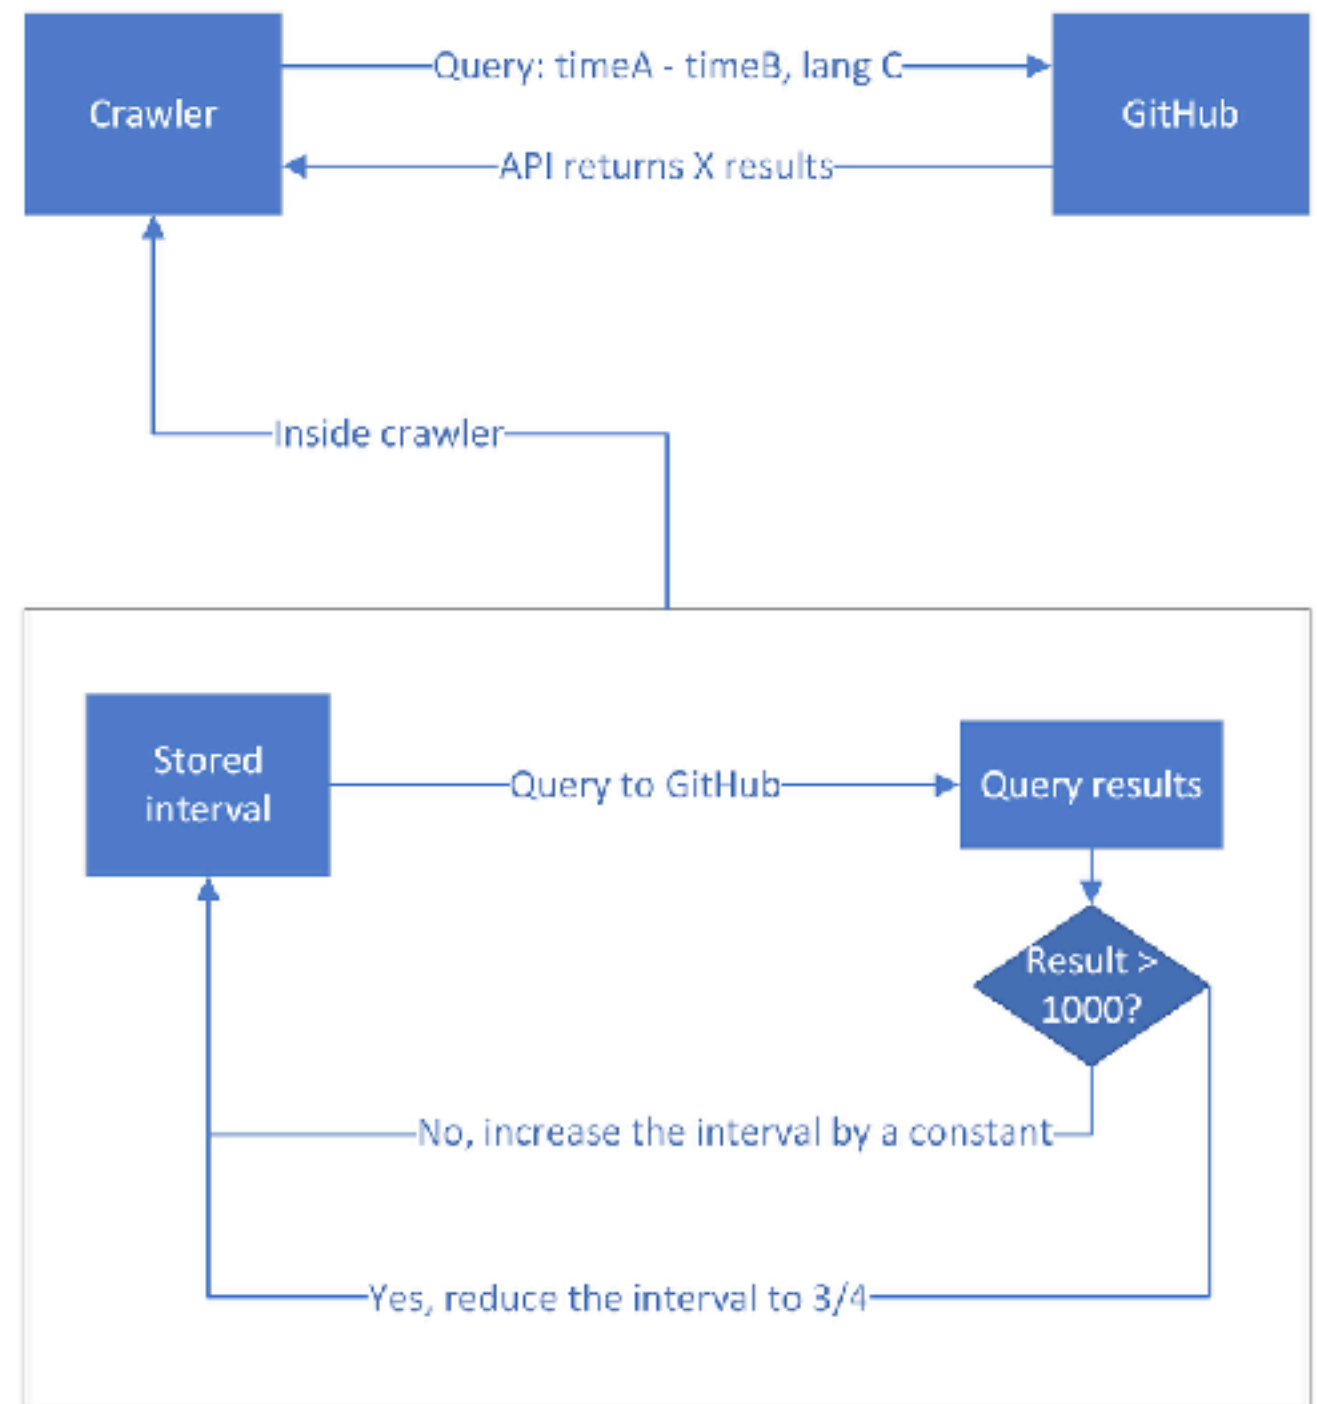 Query: timeA - timeB, lang C
Crawler
GitHub
API returns X results
Inside crawler
Stored
interval
Query to GitHub
Query results
Result >
1000?
No, increase the interval by a constant
Yes, reduce the interval to 3/4